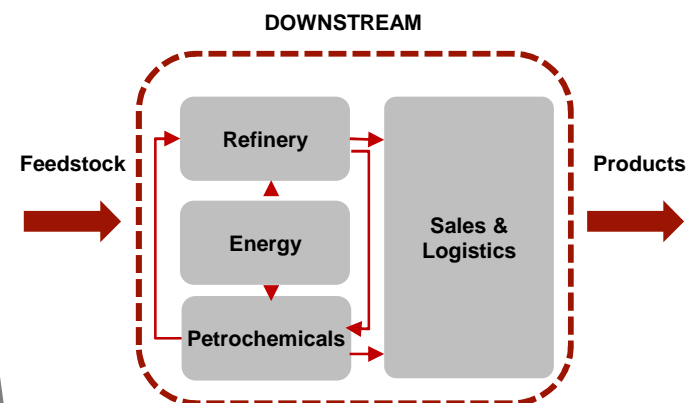 DOWNSTREAM
Feedstock
Refinery
Energy
Petrochemicals
Sales &
Logistics
Products